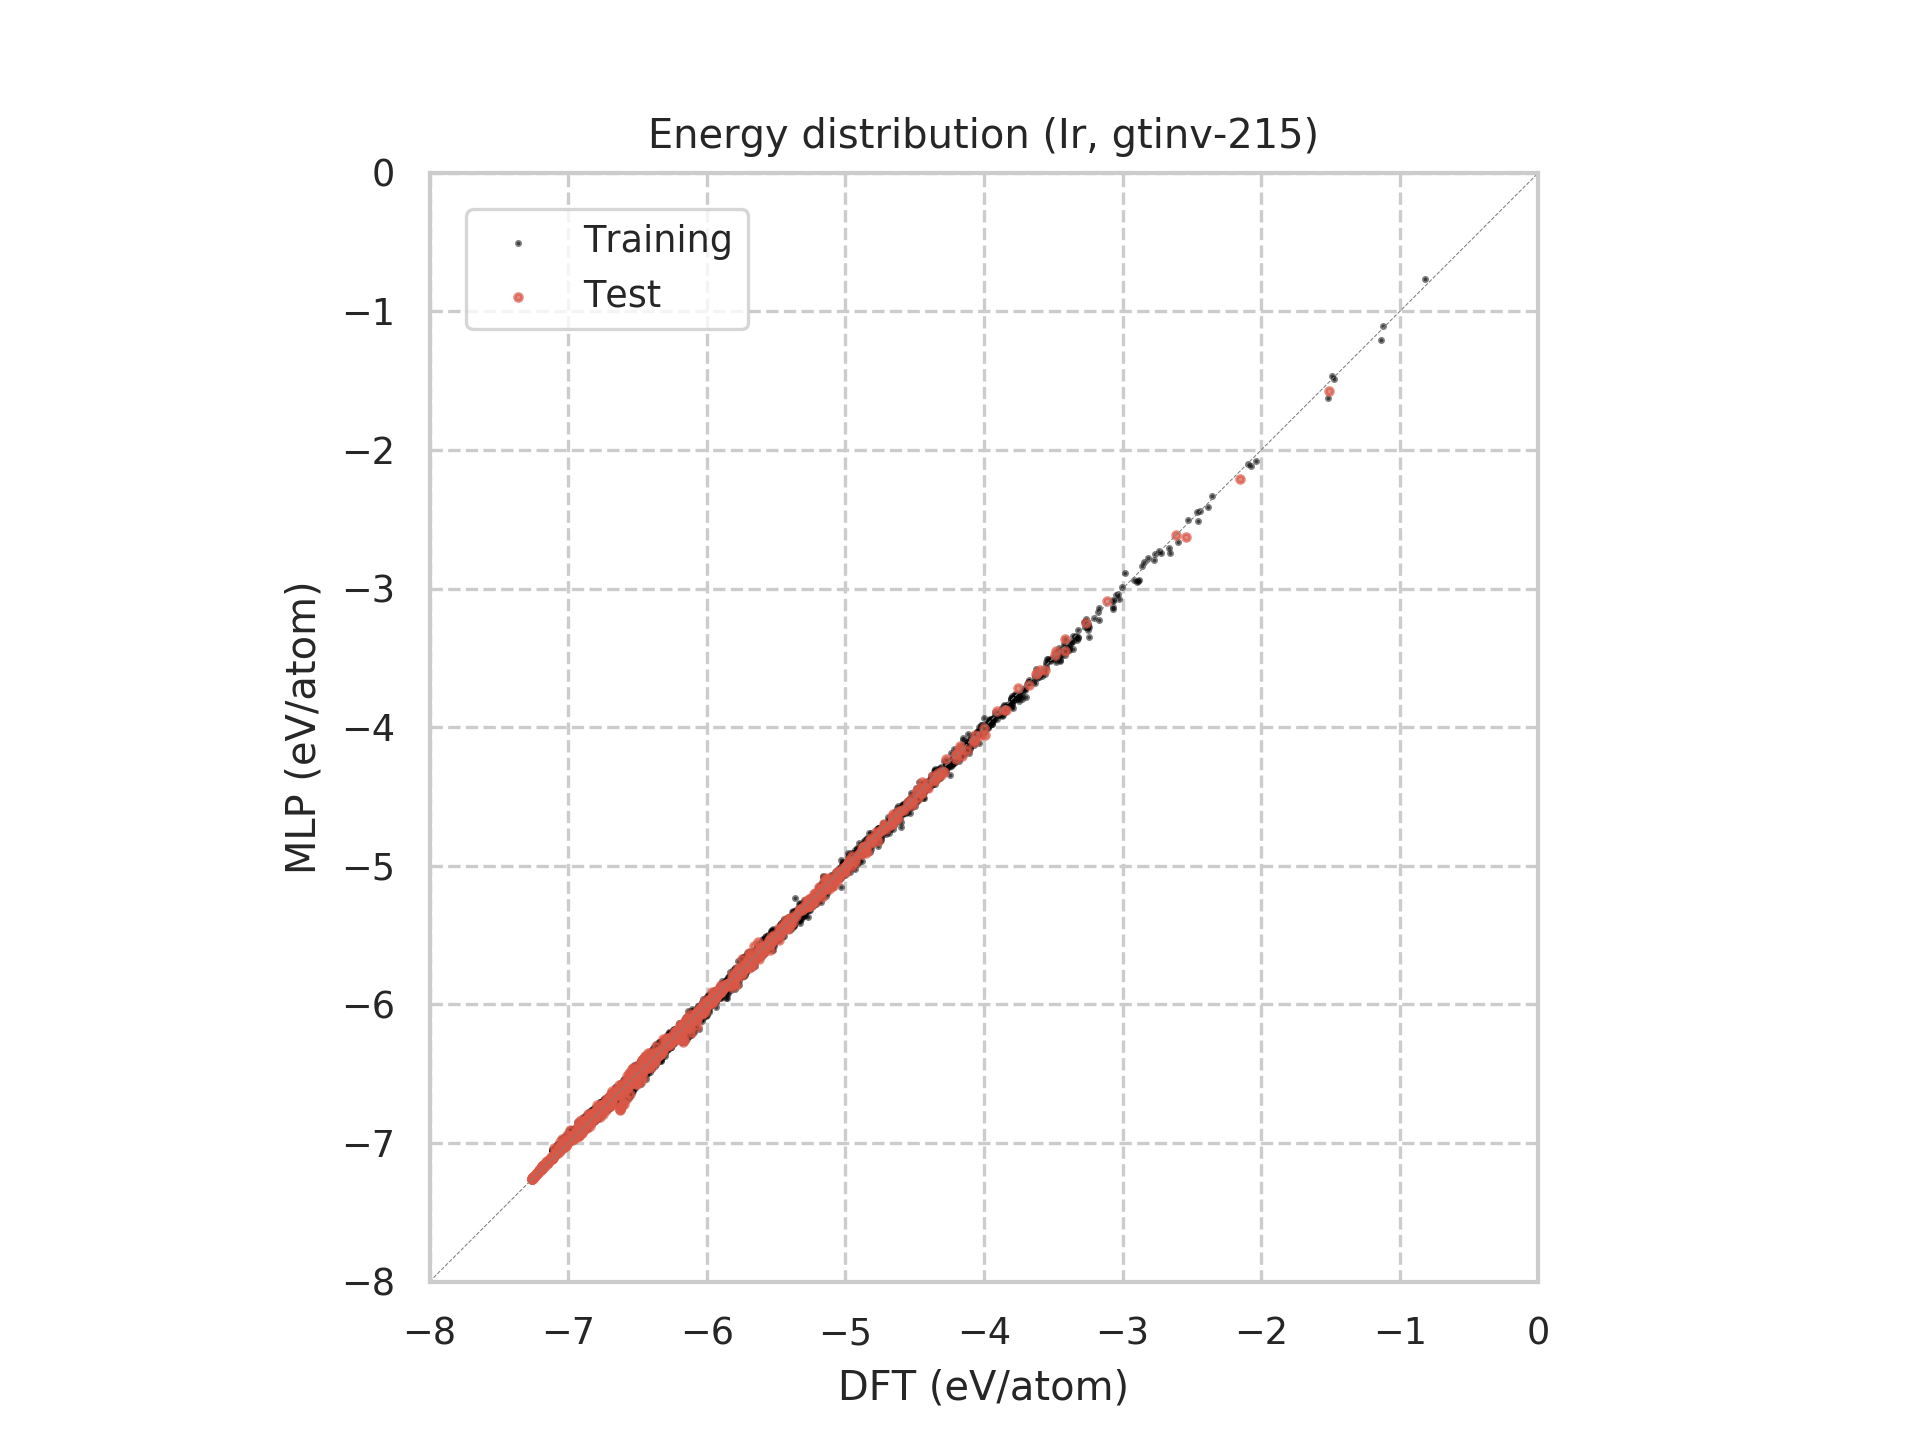 Energy distribution (Ir, gtinv-215)
Training
Test
0
−1
−2
−3
−4
−5
−6
−7
−8
MLP (eV/atom)
−8 −7 −6 −5 −4 −3 −2 −1 0
DFT (eV/atom)